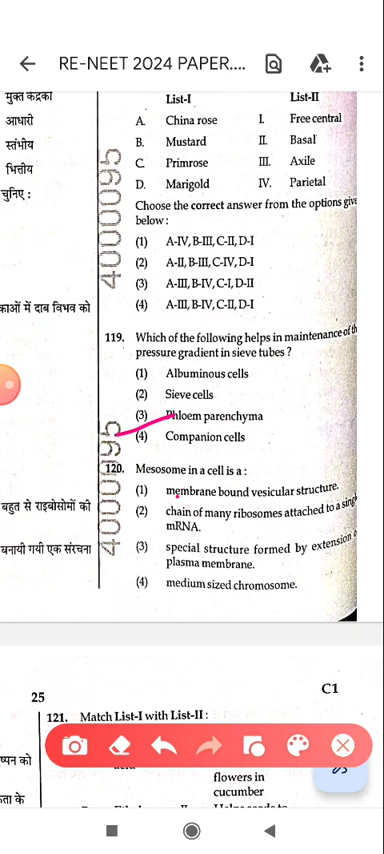 RE-NEET 2024 PAPER....
मुक्त
List-I List-II
आधारी
A. China rose I. Free central
स्तंभीय
B. Mustard II. Basal
भित्तीय
C. Primrose III. Axile
चुनिए :
D. Marigold IV. Parietal
Choose the correct answer from the options give
below :
(1) A-IV, B-III, C-II, D-I
(2) A-II, B-III, C-IV, D-I
(3) A-III, B-IV, C-I, D-II
काओं में दाब विभव को
(4) A-III, B-IV, C-II, D-I
4000095
119. Which of the following helps in maintenance of th
pressure gradient in sieve tubes ?
(1) Albuminous cells
(2) Sieve cells
(3) Phloem parenchyma
(4) Companion cells
4000095
120. Mesosome in a cell is a :
(1) membrane bound vesicular structure.
बहुत से राइबोसोमों की
(2) chain of many ribosomes attached to a sing
mRNA.
बनायी गयी एक संरचना
(3) special structure formed by extension o
plasma membrane.
(4) medium sized chromosome.
25 C1
121. Match List-I with List-II :
ष्पन को
flowers in
cucumber
ता के